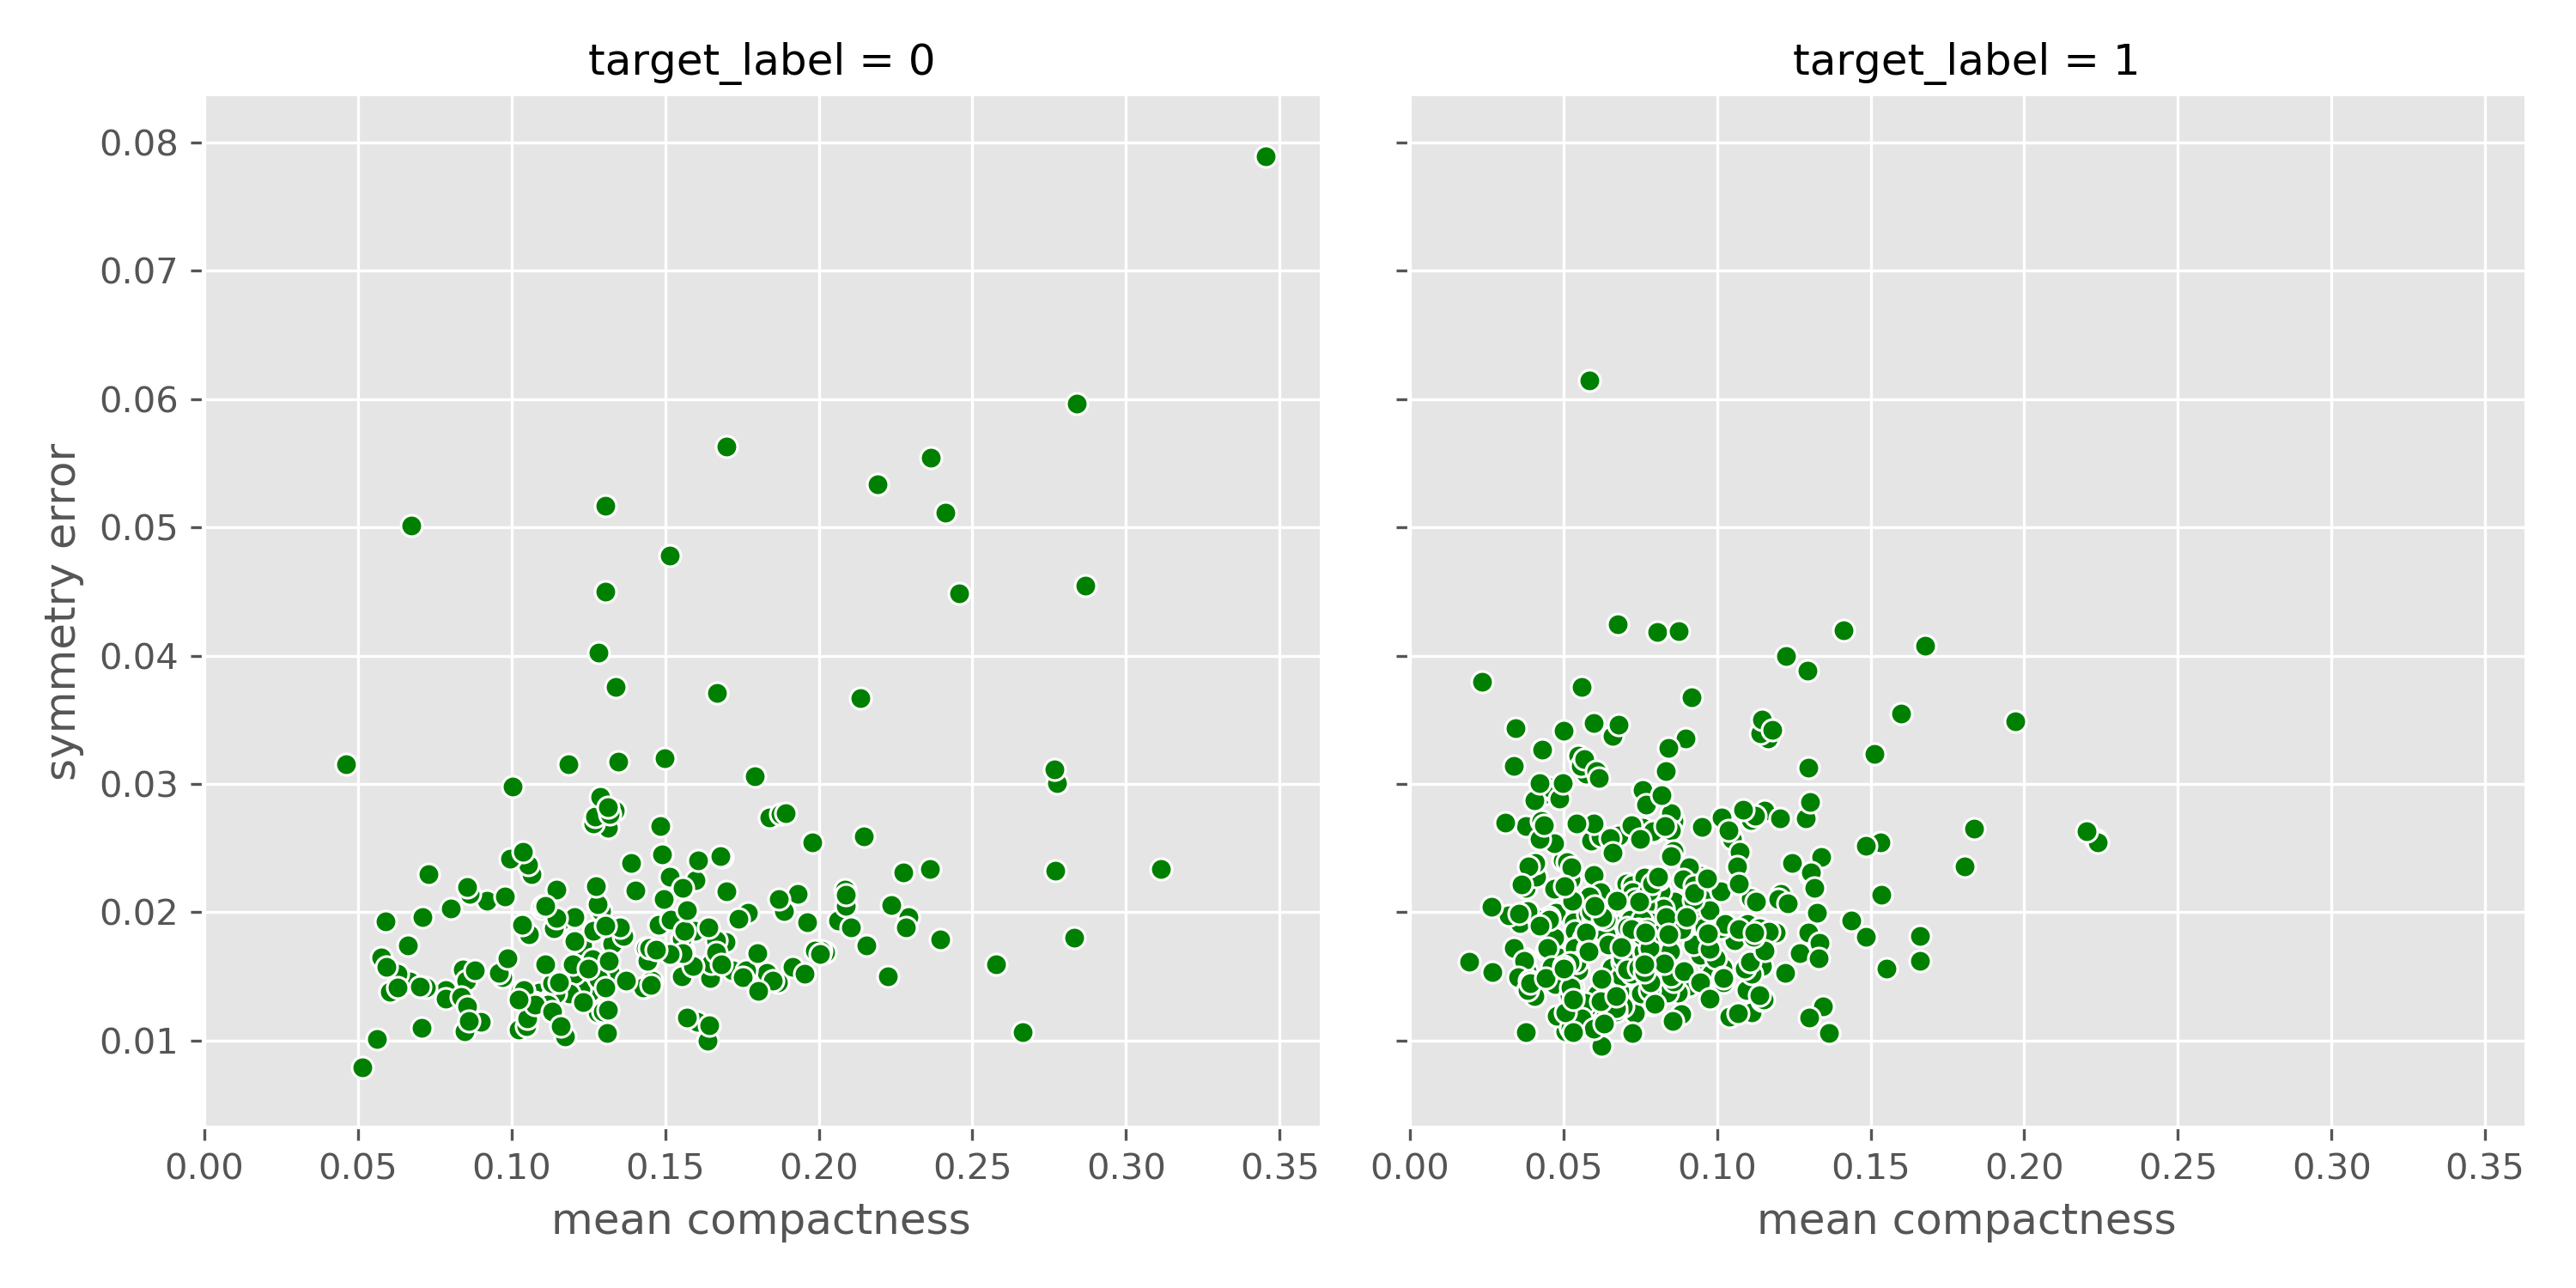 target_label = 0
target_label = 1
symmetry error
0.08
0.07
0.06
0.05
0.04
0.03
0.02
0.01
0.00 0.05 0.10 0.15 0.20 0.25 0.30 0.35
0.00 0.05 0.10 0.15 0.20 0.25 0.30 0.35
mean compactness
mean compactness